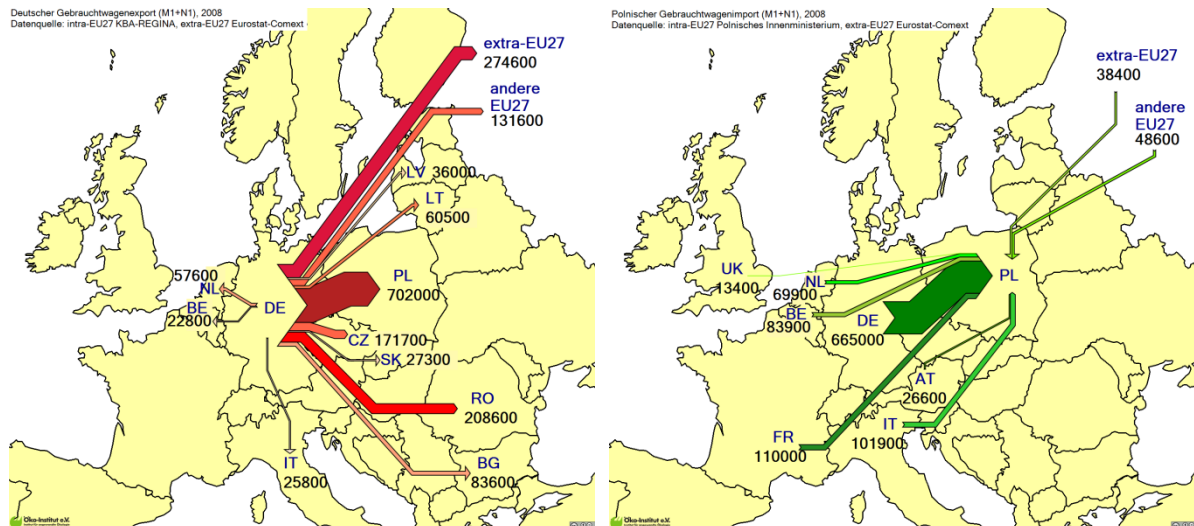 Deutscher Gebrauchtwagenexport (M1+N1), 2008
Datenquelle: intra-EU27 KBA-REGINA, extra-EU27 Eurostat-Comext
extra-EU27
274600
andere
EU27
131600
LV 36000
LT
60500
57600
NL
BE
22800
DE
PL
702000
CZ 171700
SK 27300
RO
208600
IT
25800
BG
83600
Öko-Institut e.V.
Polnischer Gebrauchtwagenimport (M1+N1), 2008
Datenquelle: intra-EU27 Polnisches Innenministerium, extra-EU27 Eurostat-Comext
extra-EU27
38400
andere
EU27
48600
UK
13400
NL
69900
BE
83900
DE
665000
PL
AT
26600
FR
110000
IT
101900
Öko-Institut e.V.